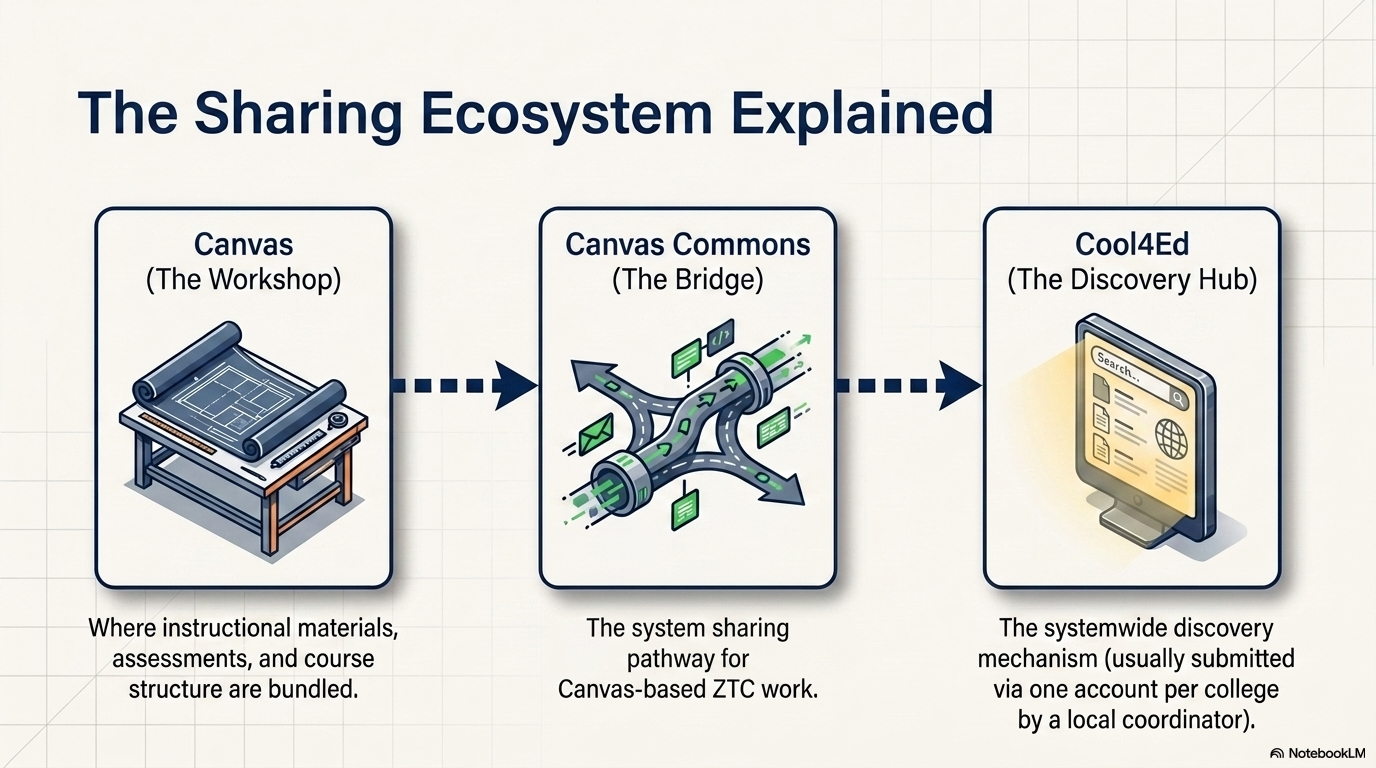 The Sharing Ecosystem Explained
Canvas
(The Workshop)
Where instructional materials,
assessments, and course
structure are bundled.
Canvas Commons
(The Bridge)
</>
The system sharing
pathway for
Canvas-based ZTC work.
Cool4Ed
(The Discovery Hub)
Search...
The systemwide discovery
mechanism (usually submitted
via one account per college
by a local coordinator).
NotebookLM